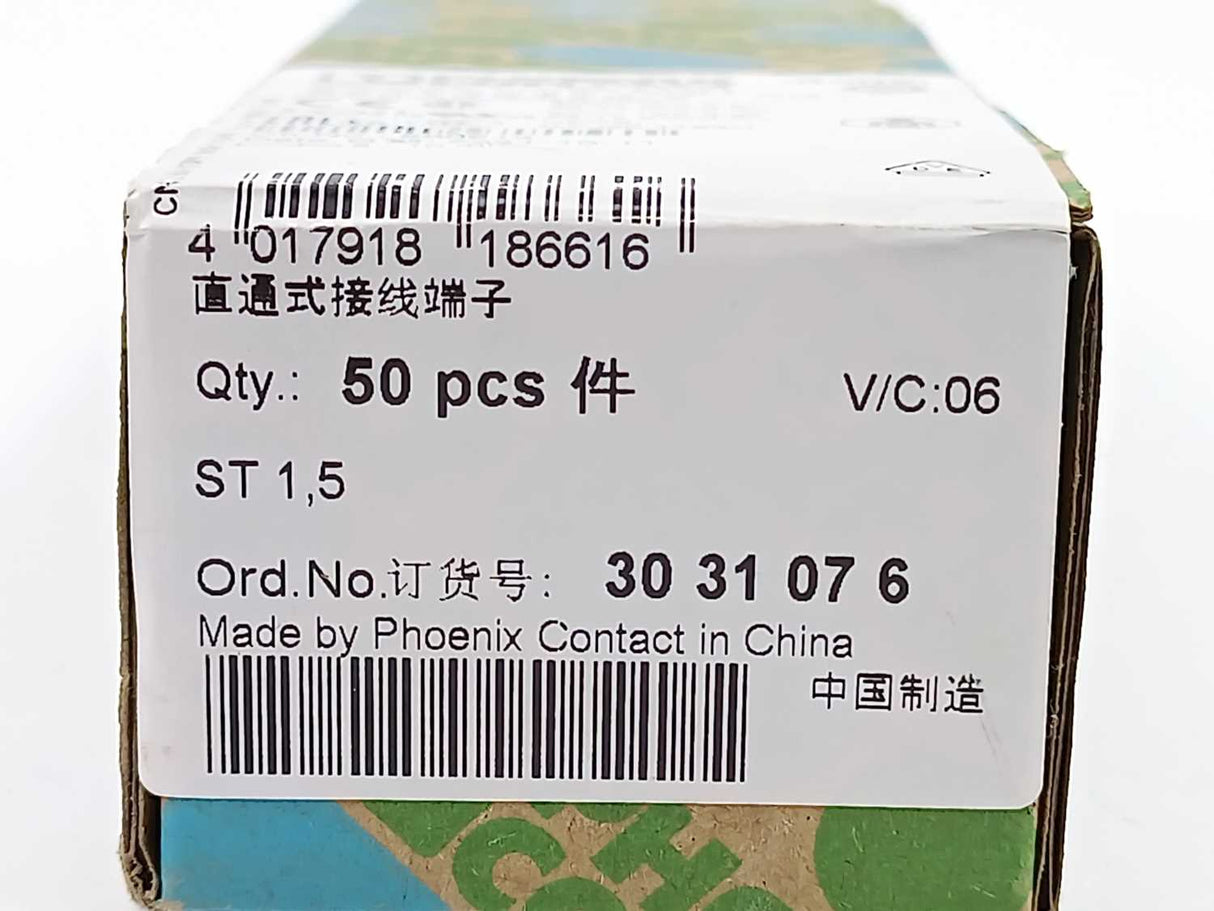 4 017918 186616
直通式接线端子
Qty.: 50 pcs 件 V/C:06
ST 1,5
Ord.No.订货号: 30 31 07 6
Made by Phoenix Contact in China
中国制造